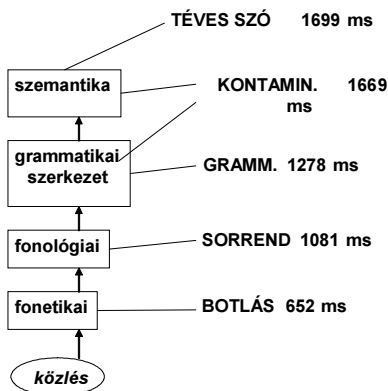 TÉVES SZÓ 1699 ms
szemantika
KONTAMIN. 1669
ms
grammatikai
szerkezet
GRAMM. 1278 ms
fonológiai
SORREND 1081 ms
fonetikai
BOTLÁS 652 ms
közlés